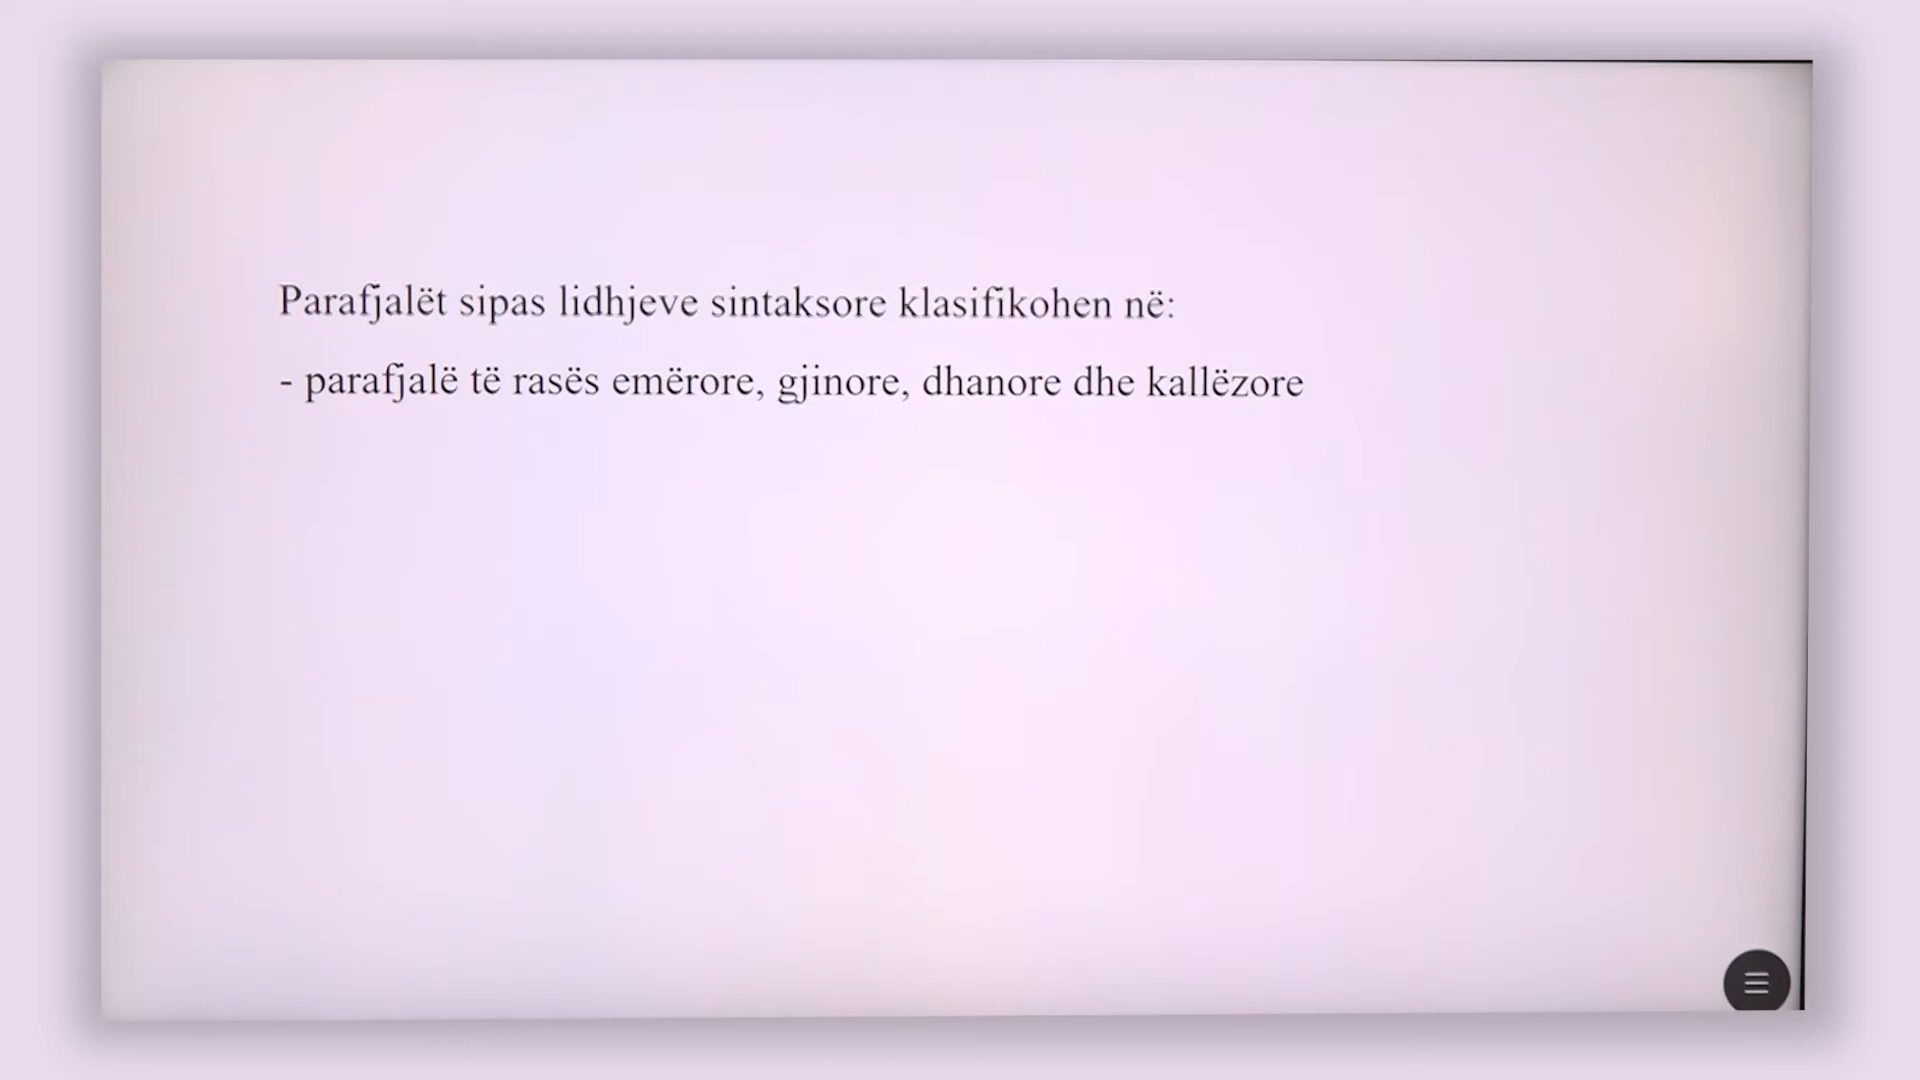 Parafjalët sipas lidhjeve sintaksore klasifikohen në:
- parafjalë të rasës emërore, gjinore, dhanore dhe kallëzore